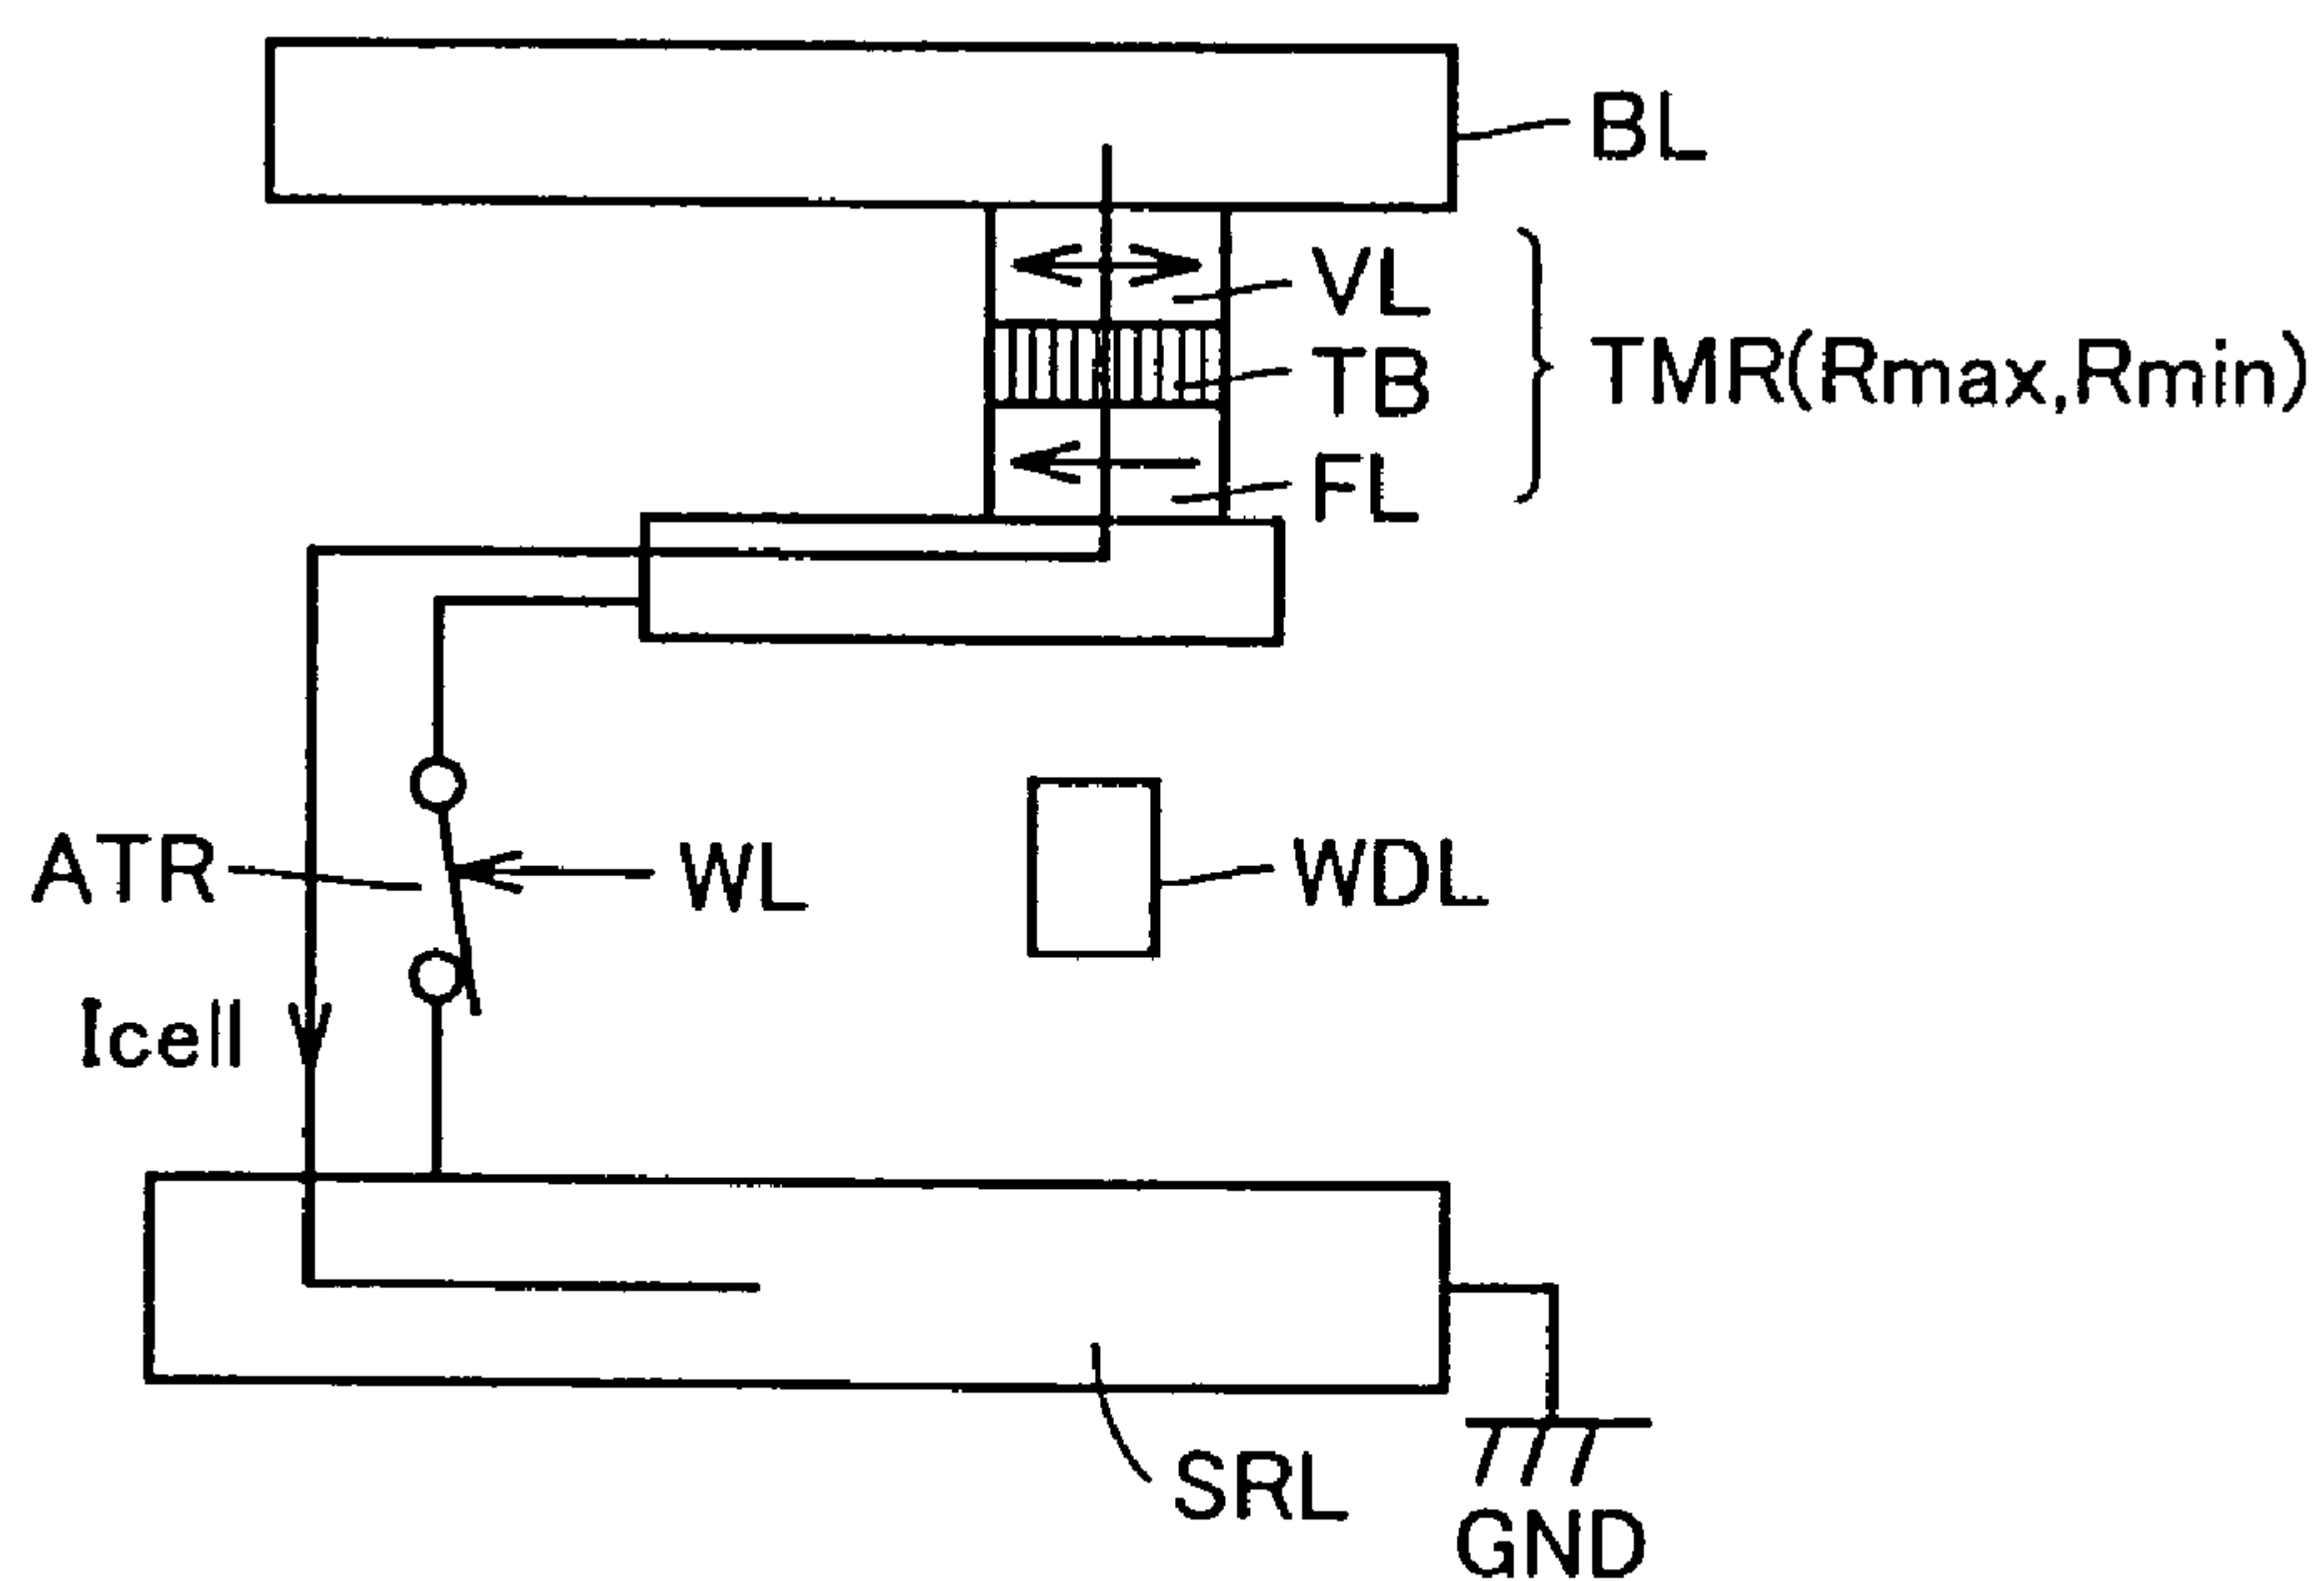 BL
VL
TB
TMR(Rmax,Rmin)
FL
ATR
WL
WDL
Icell
SRL
GND